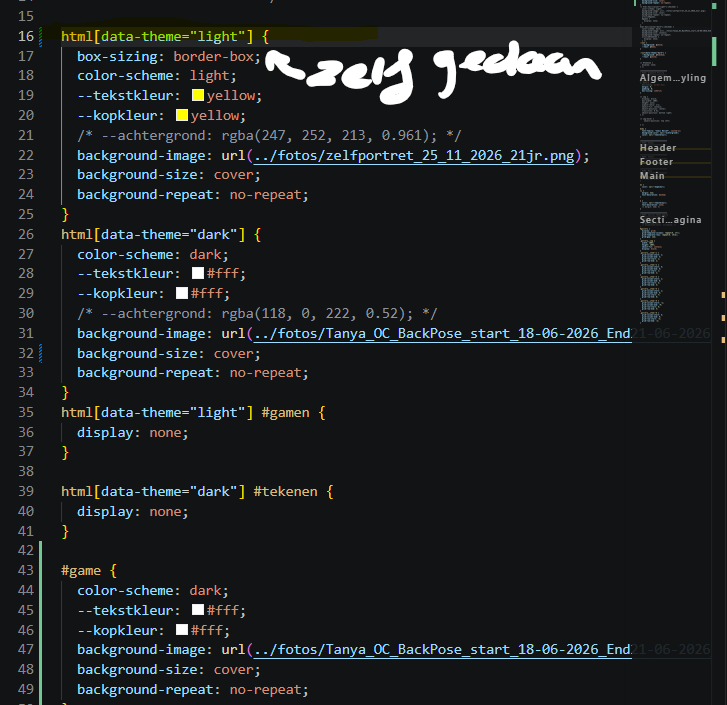 15
16 html[data-theme="light"] {
zelf gedaan
17 box-sizing: border-box;
18 color-scheme: light;
19 --tekstkleur: yellow;
20 --kopkleur: yellow;
21 /* --achtergrond: rgba(247, 252, 213, 0.961); */
22 background-image: url(../fotos/zelfportret_25_11_2026_21jr.png);
23 background-size: cover;
24 background-repeat: no-repeat;
25 }
26 html[data-theme="dark"] {
27 color-scheme: dark;
28 --tekstkleur: #fff;
29 --kopkleur: #fff;
30 /* --achtergrond: rgba(118, 0, 222, 0.52); */
31 background-image: url(../fotos/Tanya_OC_BackPose_start_18-06-2026_End21-06-2026
32 background-size: cover;
33 background-repeat: no-repeat;
34 }
35 html[data-theme="light"] #gamen {
36 display: none;
37 }
38
39 html[data-theme="dark"] #tekenen {
40 display: none;
41 }
42
43 #game {
44 color-scheme: dark;
45 --tekstkleur: #fff;
46 --kopkleur: #fff;
47 background-image: url(../fotos/Tanya_OC_BackPose_start_18-06-2026_End21-06-2026
48 background-size: cover;
49 background-repeat: no-repeat;
Algem...yling
Header
Footer
Main
Secti...agina